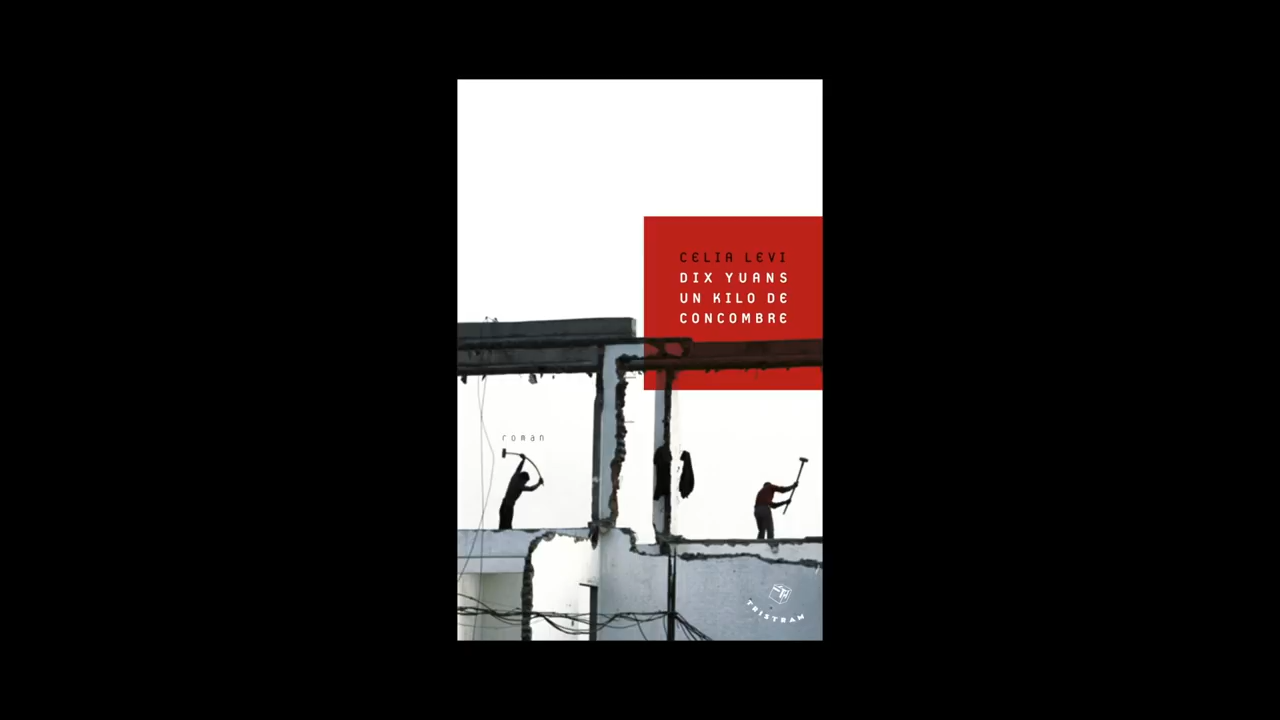 CELIA LEVI
DIX YUANS
UN KILO DE
CONCOMBRE
roman
TRISTRAM